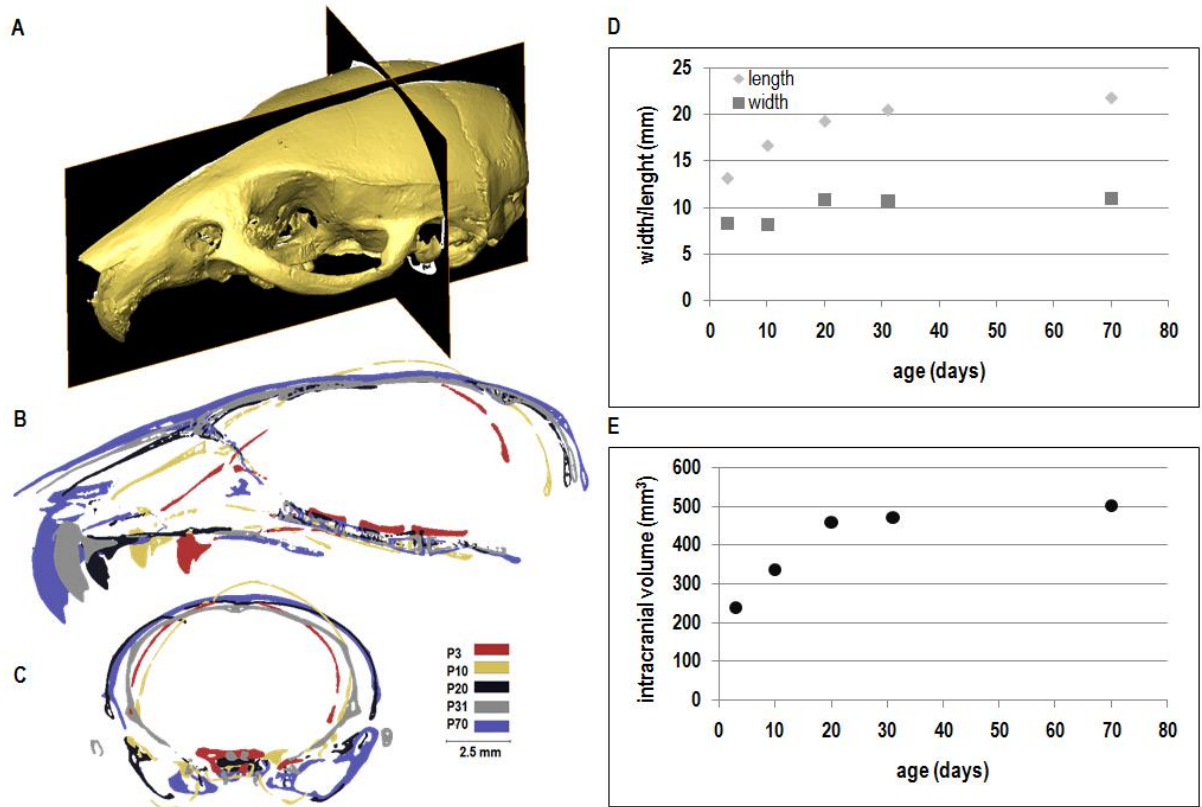 A
B
C
P3
P10
P20
P31
P70
2.5 mm
D
25
20
15
10
5
0
length
width
width/lenght (mm)
0 10 20 30 40 50 60 70 80
age (days)
E
600
500
400
300
200
100
0
intracranial volume (mm³)
0 10 20 30 40 50 60 70 80
age (days)